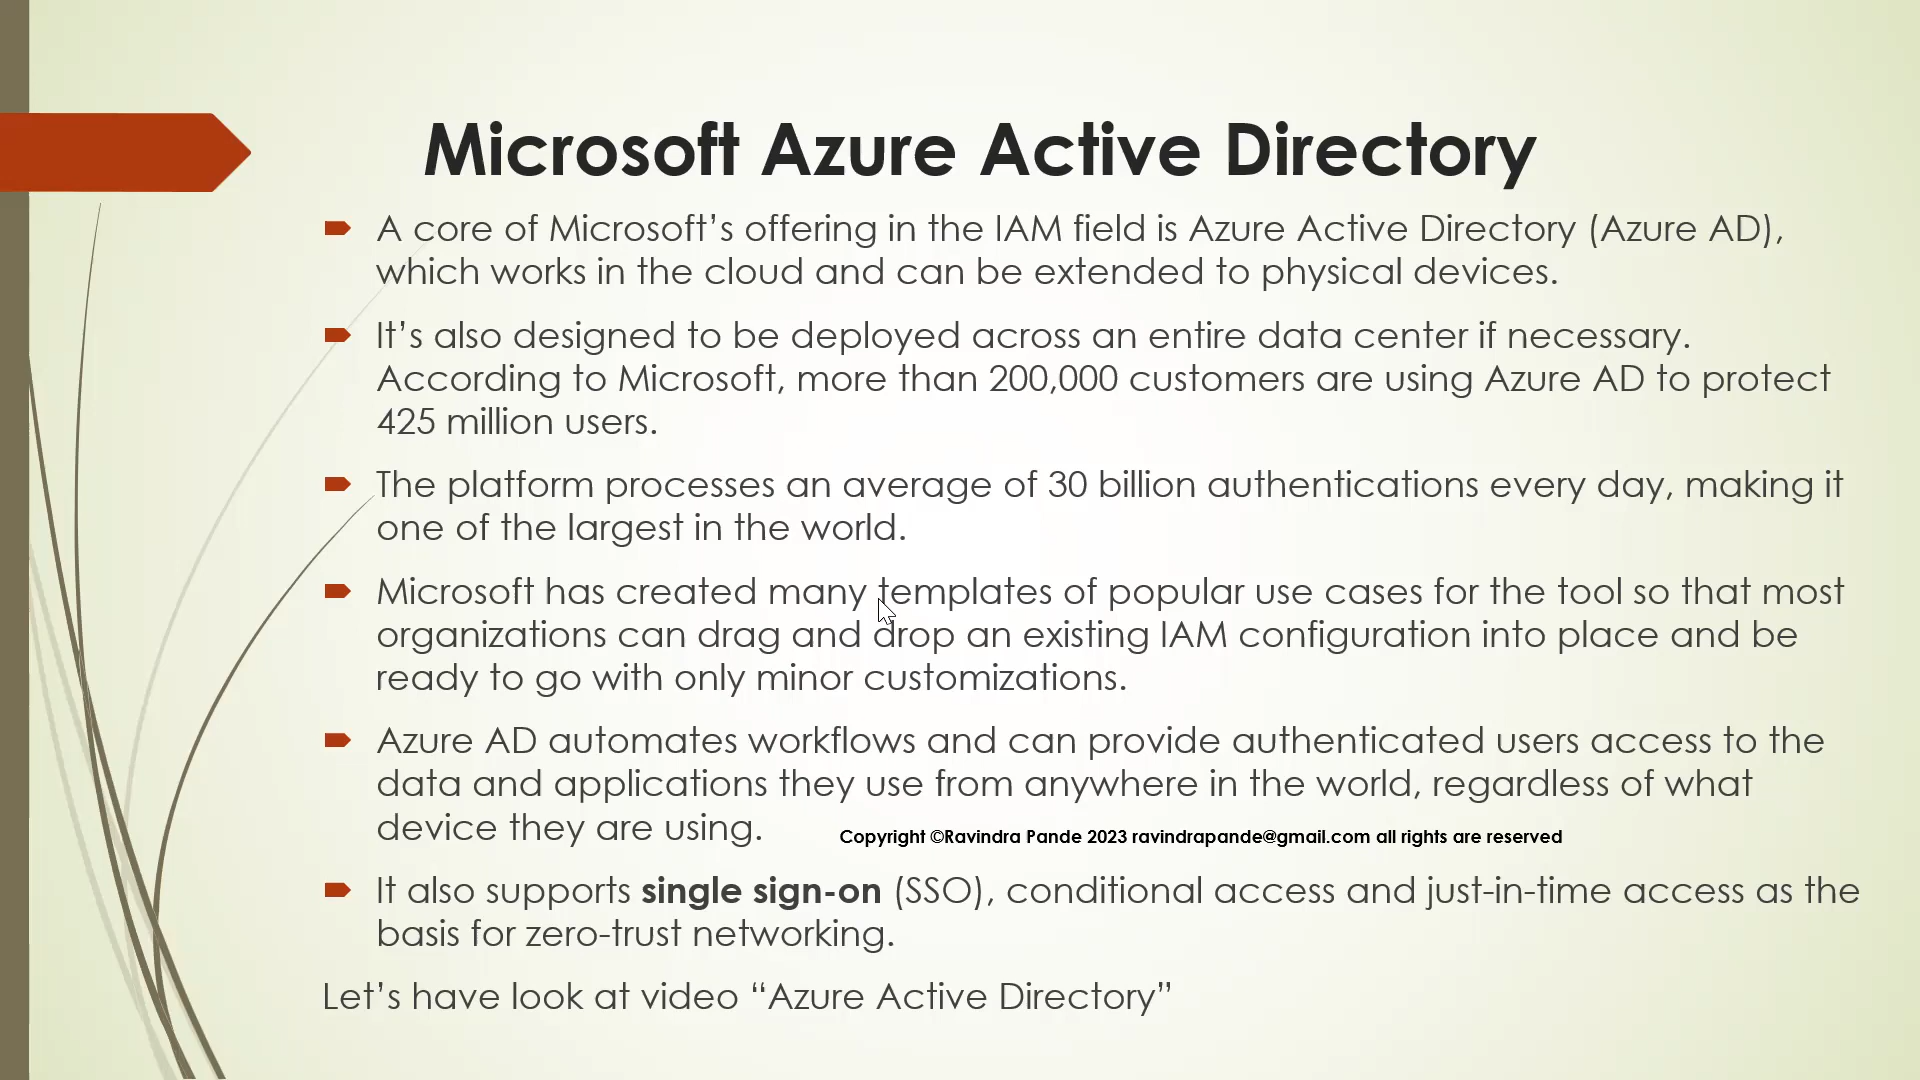 Microsoft Azure Active Directory
A core of Microsoft’s offering in the IAM field is Azure Active Directory (Azure AD),
which works in the cloud and can be extended to physical devices.
It’s also designed to be deployed across an entire data center if necessary.
According to Microsoft, more than 200,000 customers are using Azure AD to protect
425 million users.
The platform processes an average of 30 billion authentications every day, making it
one of the largest in the world.
Microsoft has created many templates of popular use cases for the tool so that most
organizations can drag and drop an existing IAM configuration into place and be
ready to go with only minor customizations.
Azure AD automates workflows and can provide authenticated users access to the
data and applications they use from anywhere in the world, regardless of what
device they are using.
Copyright ©Ravindra Pande 2023 ravindrapande@gmail.com all rights are reserved
It also supports single sign-on (SSO), conditional access and just-in-time access as the
basis for zero-trust networking.
Let’s have look at video “Azure Active Directory”